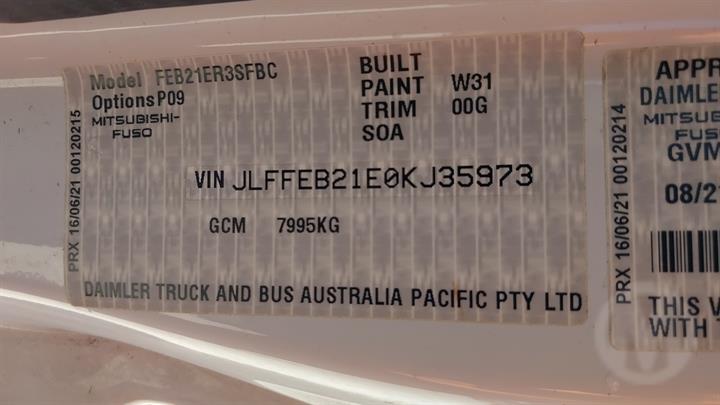 Model FEB21ER3SFBC
Options P09
MITSUBISHI-
FUSO
BUILT
PAINT W31
TRIM 00G
SOA
VIN JLFFEB21E0KJ35973
GCM 7995KG
DAIMLER TRUCK AND BUS AUSTRALIA PACIFIC PTY LTD
PRX 16/06/21 00120215
APPR
DAIMLE
MITSUB
FUS
GVM
08/21
THIS V
WITH T
PRX 16/06/21 00120214